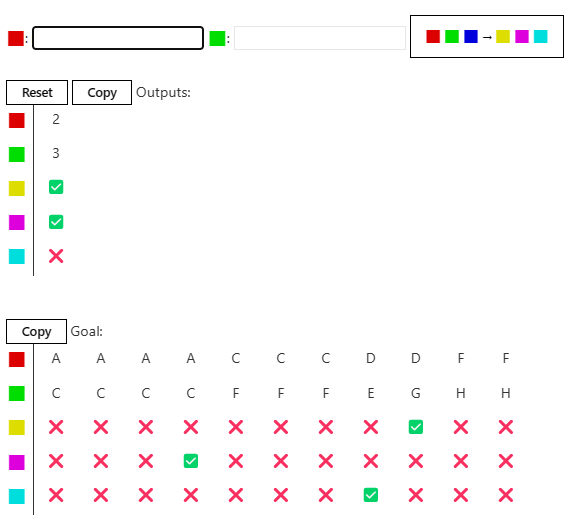 : :
→
Reset Copy Outputs:
2
3
Copy Goal:
A A A A C C C D D F F
C C C C F F F E G H H